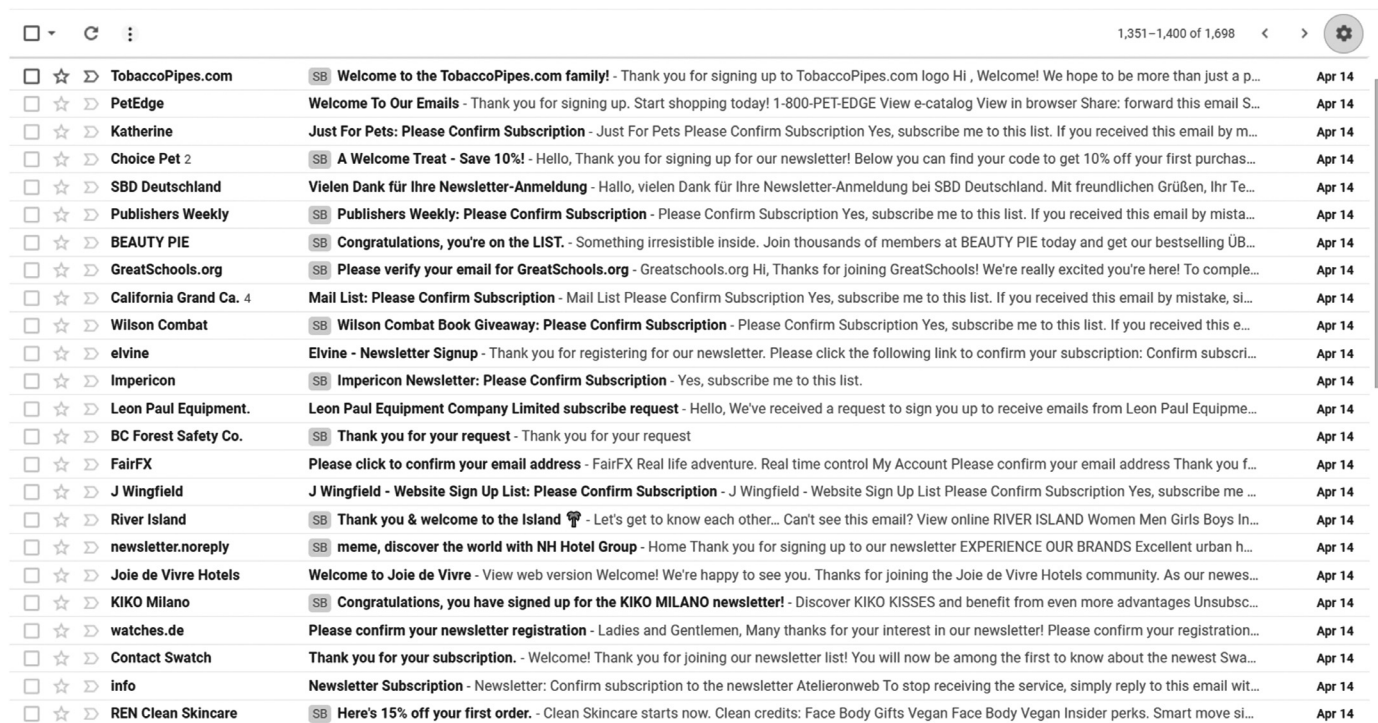 1,351–1,400 of 1,698
TobaccoPipes.com SB Welcome to the TobaccoPipes.com family! - Thank you for signing up to TobaccoPipes.com logo Hi , Welcome! We hope to be more than just a p… Apr 14
PetEdge Welcome To Our Emails - Thank you for signing up. Start shopping today! 1-800-PET-EDGE View e-catalog View in browser Share: forward this email S… Apr 14
Katherine Just For Pets: Please Confirm Subscription - Just For Pets Please Confirm Subscription Yes, subscribe me to this list. If you received this email by m… Apr 14
Choice Pet 2 SB A Welcome Treat - Save 10%! - Hello, Thank you for signing up for our newsletter! Below you can find your code to get 10% off your first purchas… Apr 14
SBD Deutschland Vielen Dank für Ihre Newsletter-Anmeldung - Hallo, vielen Dank für Ihre Newsletter-Anmeldung bei SBD Deutschland. Mit freundlichen Grüßen, Ihr Te… Apr 14
Publishers Weekly SB Publishers Weekly: Please Confirm Subscription - Please Confirm Subscription Yes, subscribe me to this list. If you received this email by mista… Apr 14
BEAUTY PIE SB Congratulations, you're on the LIST. - Something irresistible inside. Join thousands of members at BEAUTY PIE today and get our bestselling ÜB… Apr 14
GreatSchools.org SB Please verify your email for GreatSchools.org - Greatschools.org Hi, Thanks for joining GreatSchools! We're really excited you're here! To comple… Apr 14
California Grand Ca. 4 Mail List: Please Confirm Subscription - Mail List Please Confirm Subscription Yes, subscribe me to this list. If you received this email by mistake, si… Apr 14
Wilson Combat SB Wilson Combat Book Giveaway: Please Confirm Subscription - Please Confirm Subscription Yes, subscribe me to this list. If you received this e… Apr 14
elvine Elvine - Newsletter Signup - Thank you for registering for our newsletter. Please click the following link to confirm your subscription: Confirm subscri… Apr 14
Impericon SB Impericon Newsletter: Please Confirm Subscription - Yes, subscribe me to this list. Apr 14
Leon Paul Equipment. Leon Paul Equipment Company Limited subscribe request - Hello, We've received a request to sign you up to receive emails from Leon Paul Equipme… Apr 14
BC Forest Safety Co. SB Thank you for your request - Thank you for your request Apr 14
FairFX Please click to confirm your email address - FairFX Real life adventure. Real time control My Account Please confirm your email address Thank you f… Apr 14
J Wingfield J Wingfield - Website Sign Up List: Please Confirm Subscription - J Wingfield - Website Sign Up List Please Confirm Subscription Yes, subscribe me … Apr 14
River Island SB Thank you & welcome to the Island 🌴 - Let's get to know each other… Can't see this email? View online RIVER ISLAND Women Men Girls Boys In… Apr 14
newsletter.noreply SB meme, discover the world with NH Hotel Group - Home Thank you for signing up to our newsletter EXPERIENCE OUR BRANDS Excellent urban h… Apr 14
Joie de Vivre Hotels Welcome to Joie de Vivre - View web version Welcome! We're happy to see you. Thanks for joining the Joie de Vivre Hotels community. As our newes… Apr 14
KIKO Milano SB Congratulations, you have signed up for the KIKO MILANO newsletter! - Discover KIKO KISSES and benefit from even more advantages Unsubsc… Apr 14
watches.de Please confirm your newsletter registration - Ladies and Gentlemen, Many thanks for your interest in our newsletter! Please confirm your registration… Apr 14
Contact Swatch Thank you for your subscription. - Welcome! Thank you for joining our newsletter list! You will now be among the first to know about the newest Swa… Apr 14
info Newsletter Subscription - Newsletter: Confirm subscription to the newsletter Atelieronweb To stop receiving the service, simply reply to this email wit… Apr 14
REN Clean Skincare SB Here's 15% off your first order. - Clean Skincare starts now. Clean credits: Face Body Gifts Vegan Face Body Vegan Insider perks. Smart move si… Apr 14